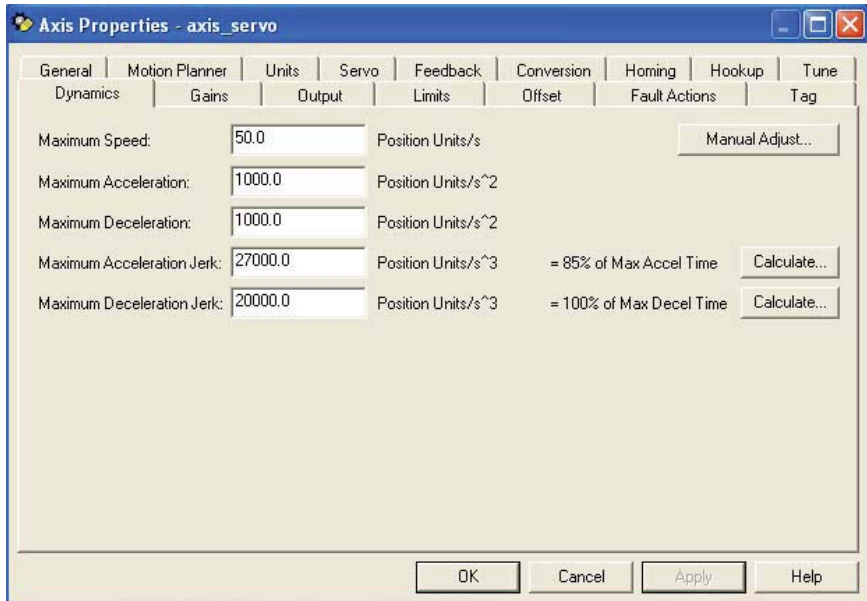 Axis Properties - axis_servo
General Motion Planner Units Servo Feedback Conversion Homing Hookup Tune
Dynamics Gains Output Limits Offset Fault Actions Tag
Maximum Speed: 50.0 Position Units/s Manual Adjust...
Maximum Acceleration: 1000.0 Position Units/s^2
Maximum Deceleration: 1000.0 Position Units/s^2
Maximum Acceleration Jerk: 27000.0 Position Units/s^3 = 85% of Max Accel Time Calculate...
Maximum Deceleration Jerk: 20000.0 Position Units/s^3 = 100% of Max Decel Time Calculate...
OK Cancel Apply Help